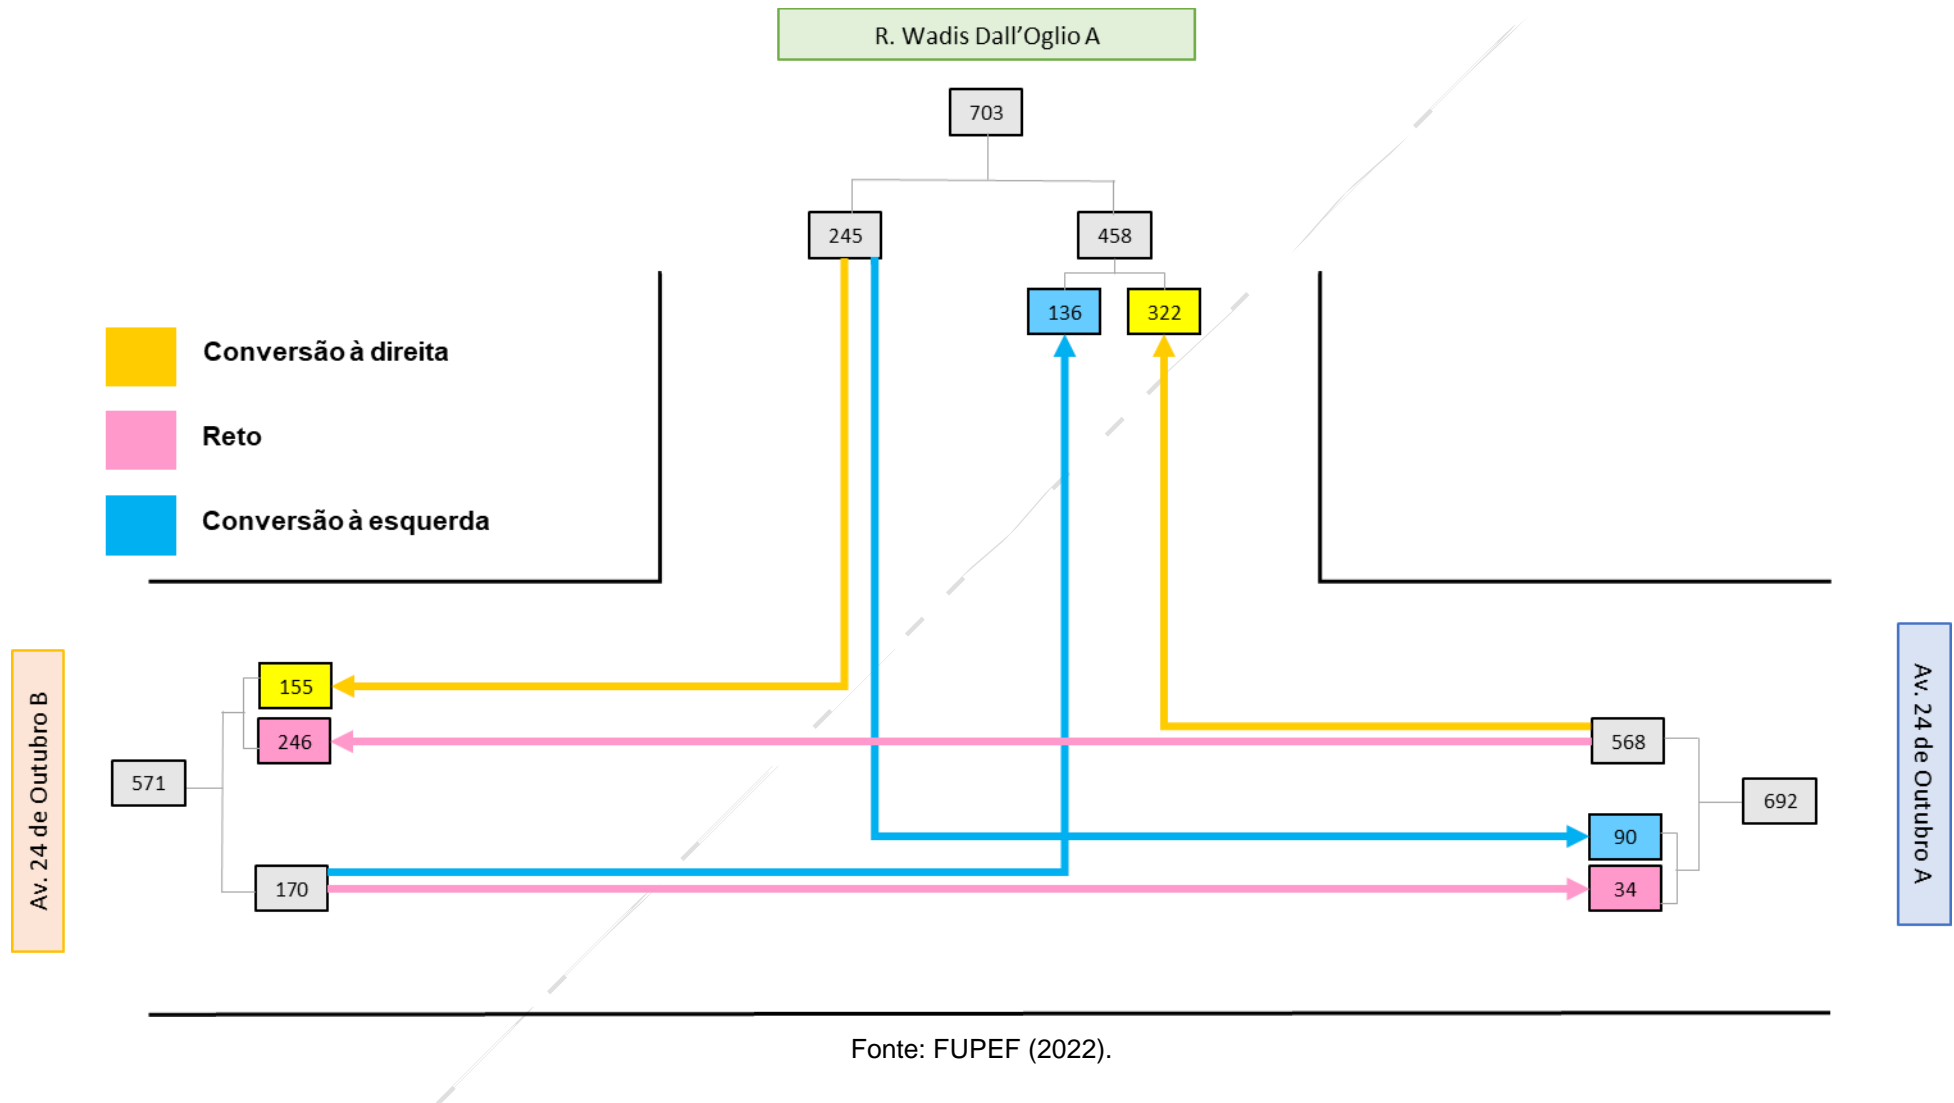 R. Wadis Dall'Oglio A
703
245
458
136
322
Conversão à direita
Reto
Conversão à esquerda
Av. 24 de Outubro B
155
246
571
170
568
692
90
34
Av. 24 de Outubro A
Fonte: FUPEF (2022).